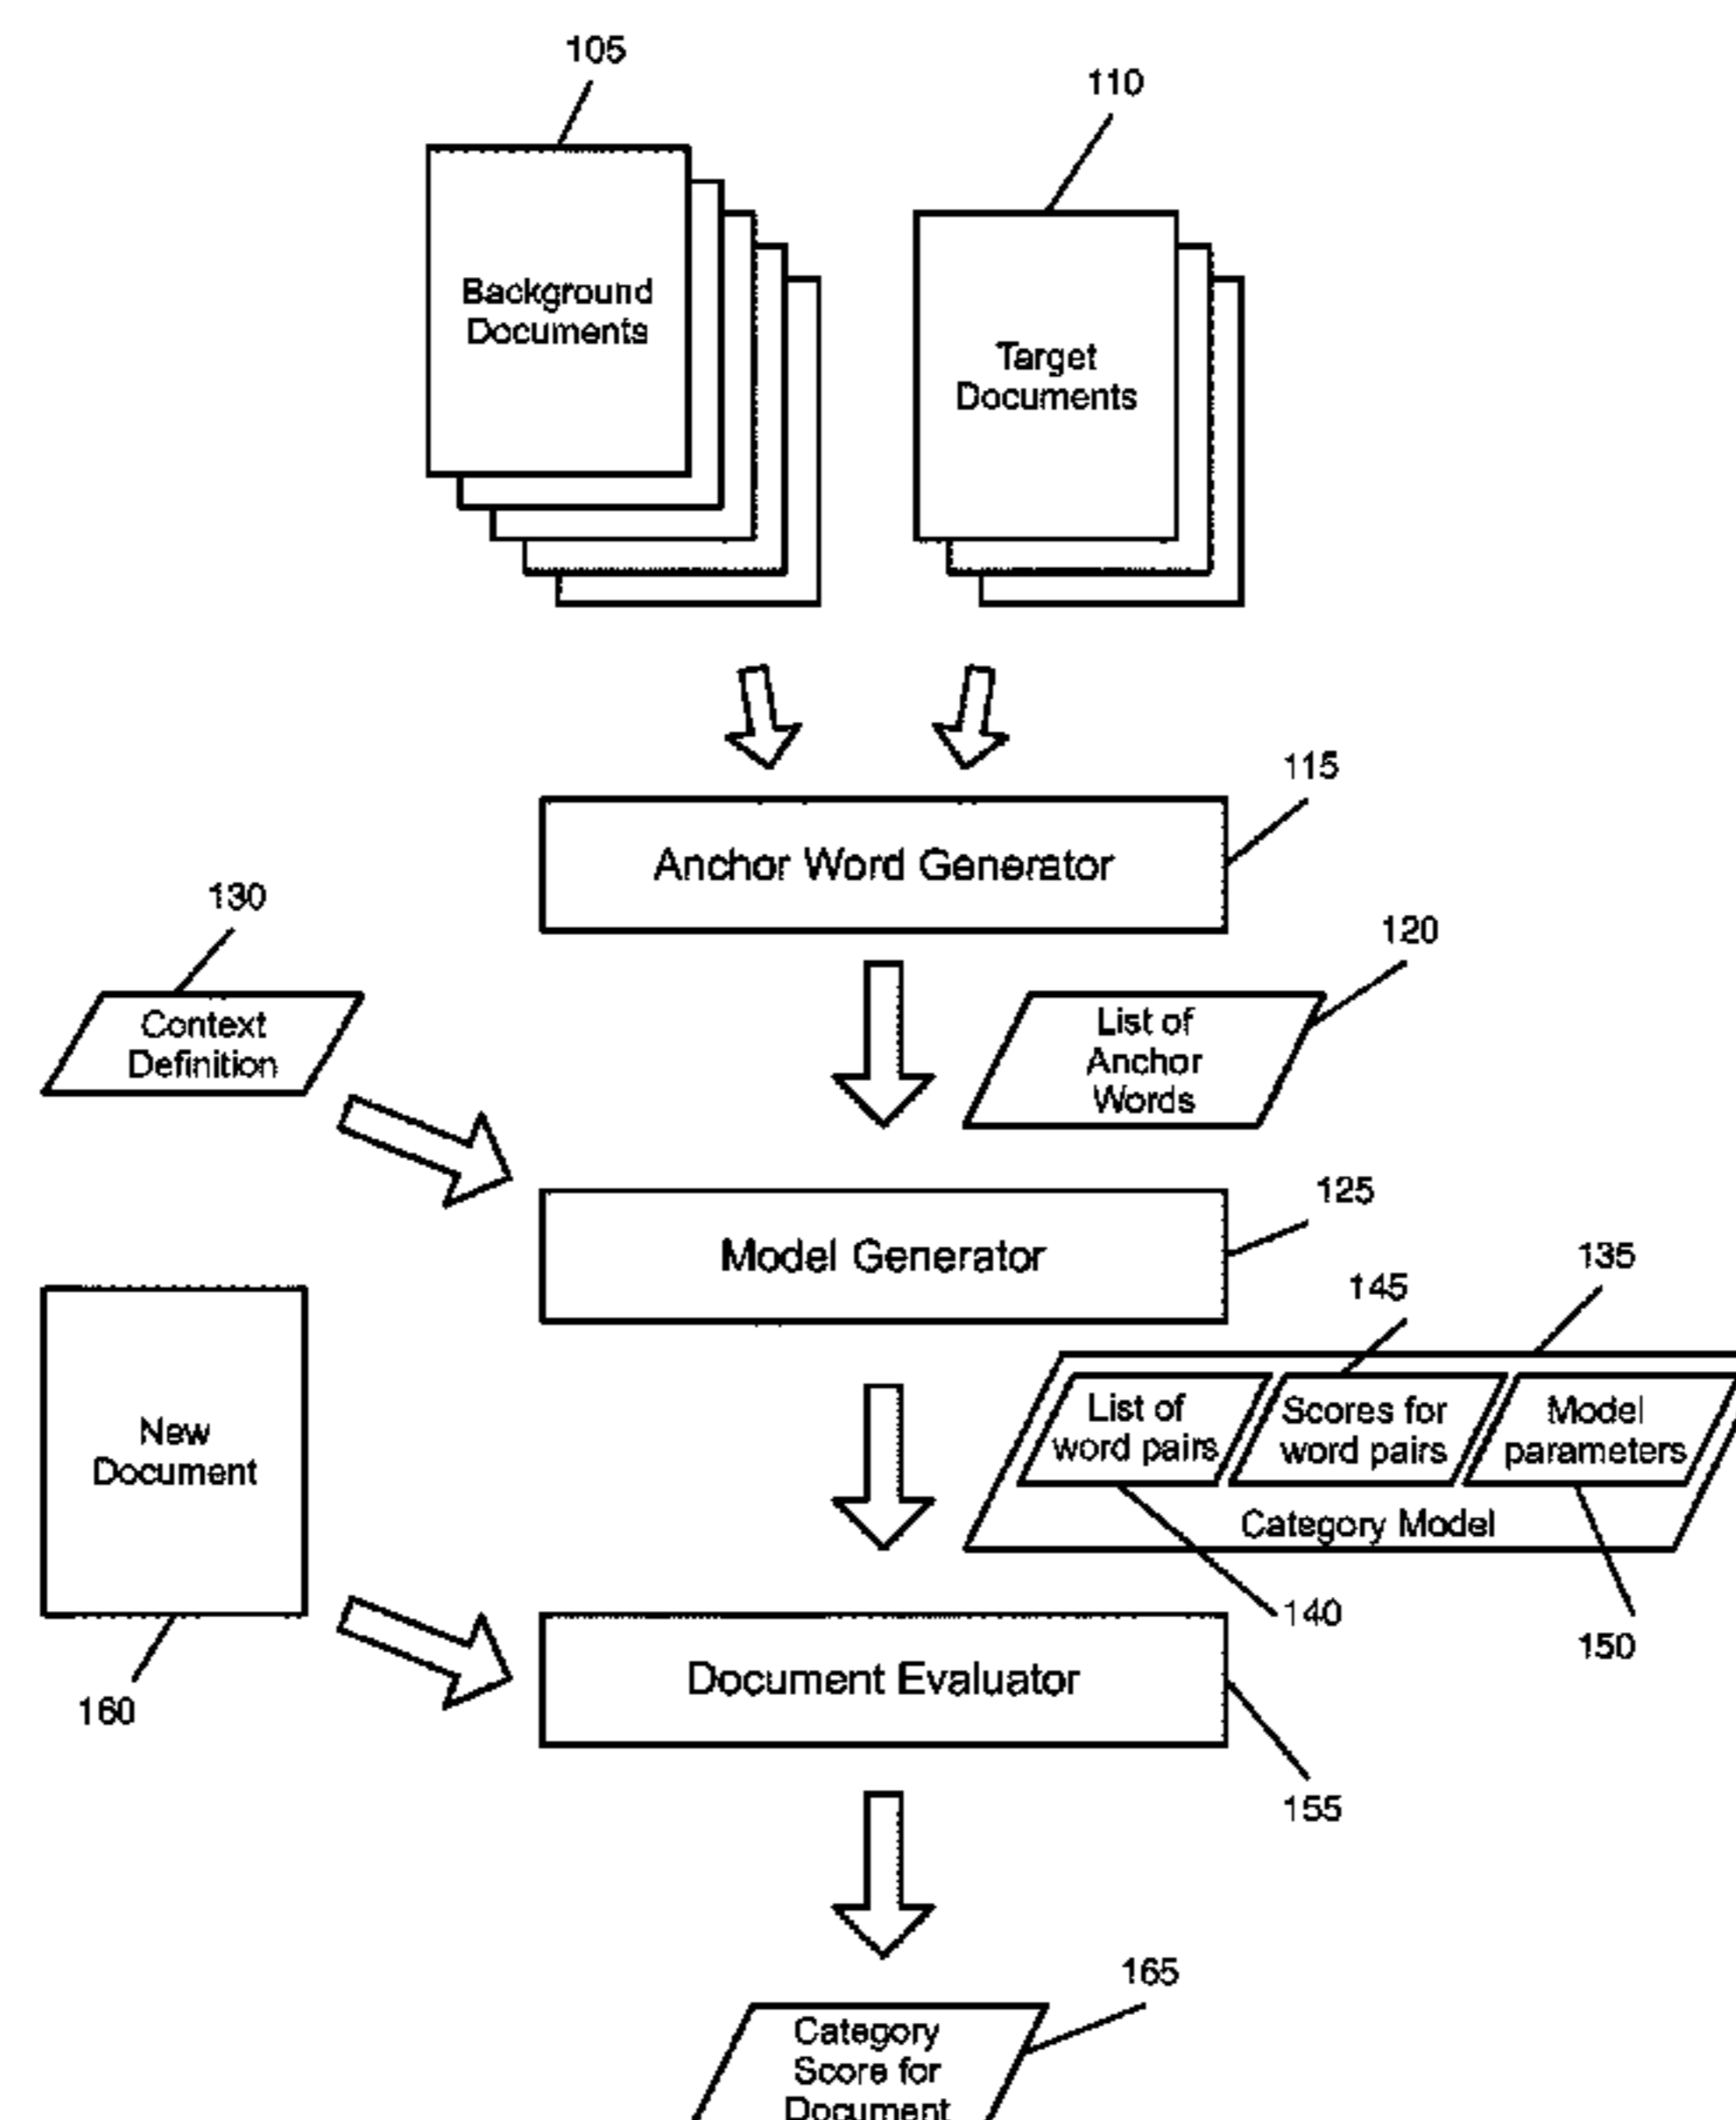 105
110
Background
Documents
Target
Documents
115
Anchor Word Generator
130
120
Context
Definition
List of
Anchor
Words
125
Model Generator
135
145
New
Document
List of
word pairs
Scores for
word pairs
Model
parameters
Category Model
140
150
160
Document Evaluator
155
165
Category
Score for
Document